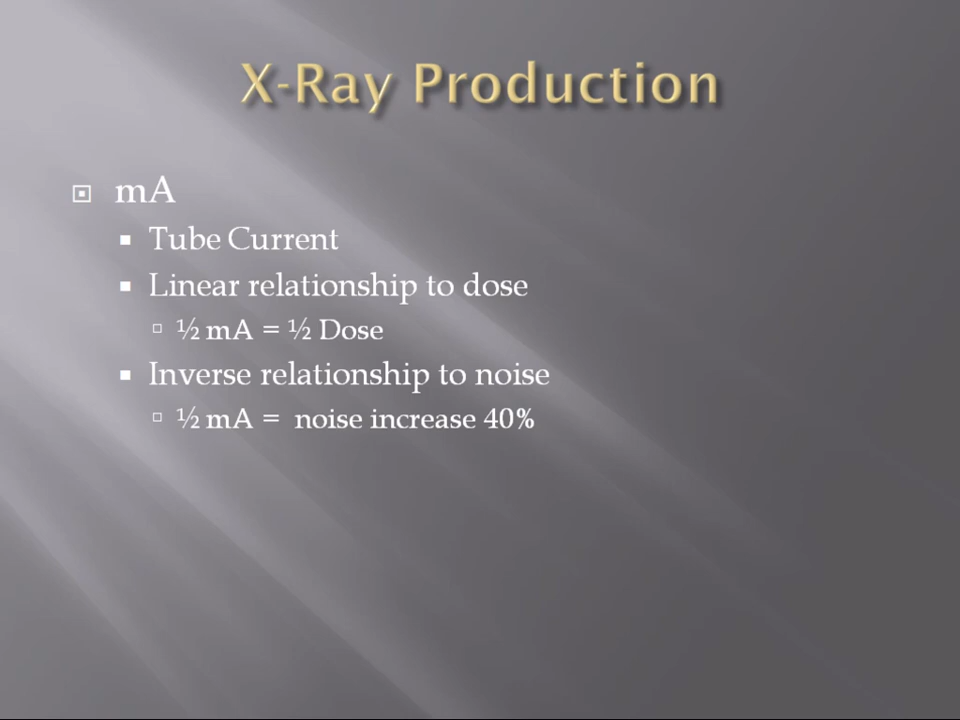 X-Ray Production
mA
Tube Current
Linear relationship to dose
½ mA = ½ Dose
Inverse relationship to noise
½ mA = noise increase 40%